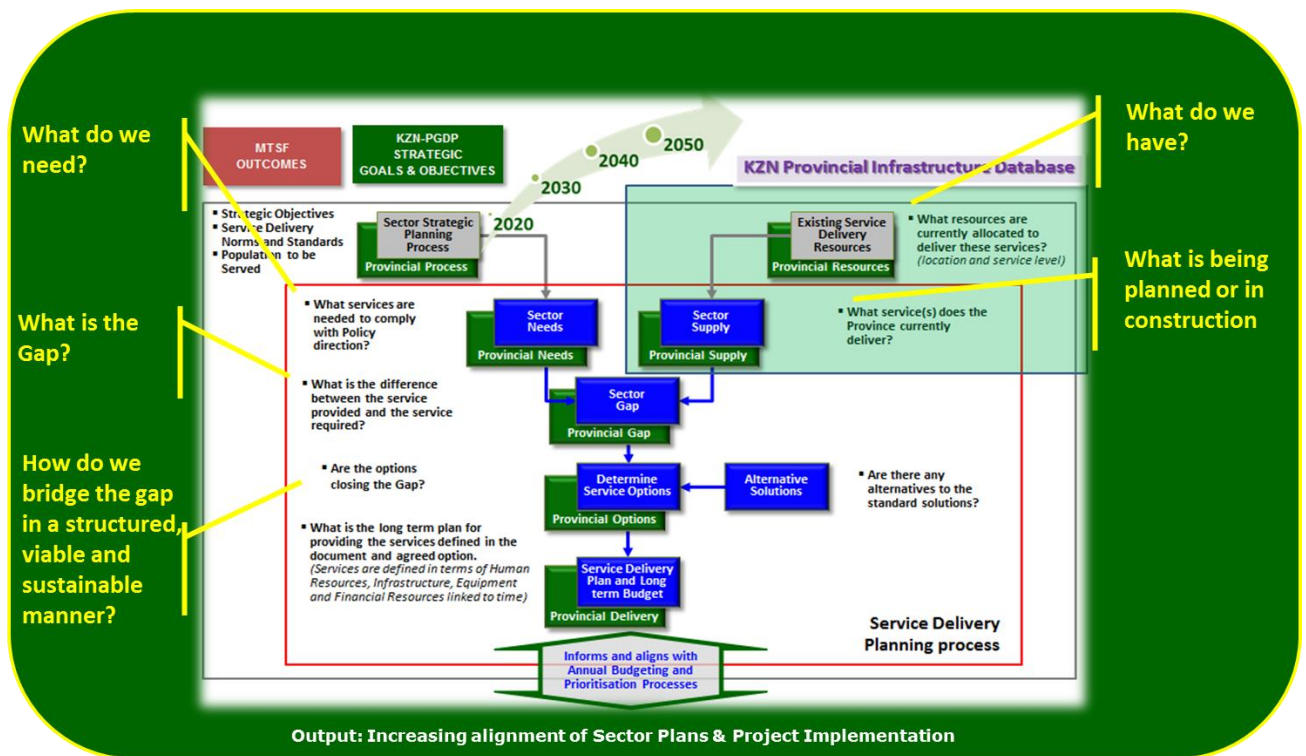 What do we
need?
What is the
Gap?
How do we
bridge the gap
in a structured,
viable and
sustainable
manner?
MTSF
OUTCOMES
KZN-PGDP
STRATEGIC
GOALS & OBJECTIVES
2020
2030
2040
2050
KZN Provincial Infrastructure Database
What do we
have?
What is being
planned or in
construction
▪ Strategic Objectives
▪ Service Delivery
Norms and Standards
▪ Population to be
Served
Sector Strategic
Planning
Process
Provincial Process
Existing Service
Delivery
Resources
Provincial Resources
▪ What resources are
currently allocated to
deliver these services?
(location and service level)
▪ What services are
needed to comply
with Policy
direction?
Sector
Needs
Provincial Needs
Sector
Supply
Provincial Supply
▪ What service(s) does the
Province currently
deliver?
▪ What is the difference
between the service
provided and the service
required?
Sector
Gap
Provincial Gap
▪ Are the options
closing the Gap?
Determine
Service Options
Provincial Options
Alternative
Solutions
▪ Are there any
alternatives to the
standard solutions?
▪ What is the long term plan for
providing the services defined in the
document and agreed option.
(Services are defined in terms of Human
Resources, Infrastructure, Equipment
and Financial Resources linked to time)
Service Delivery
Plan and Long
term Budget
Provincial Delivery
Service Delivery
Planning process
Informs and aligns with
Annual Budgeting and
Prioritisation Processes
Output: Increasing alignment of Sector Plans & Project Implementation